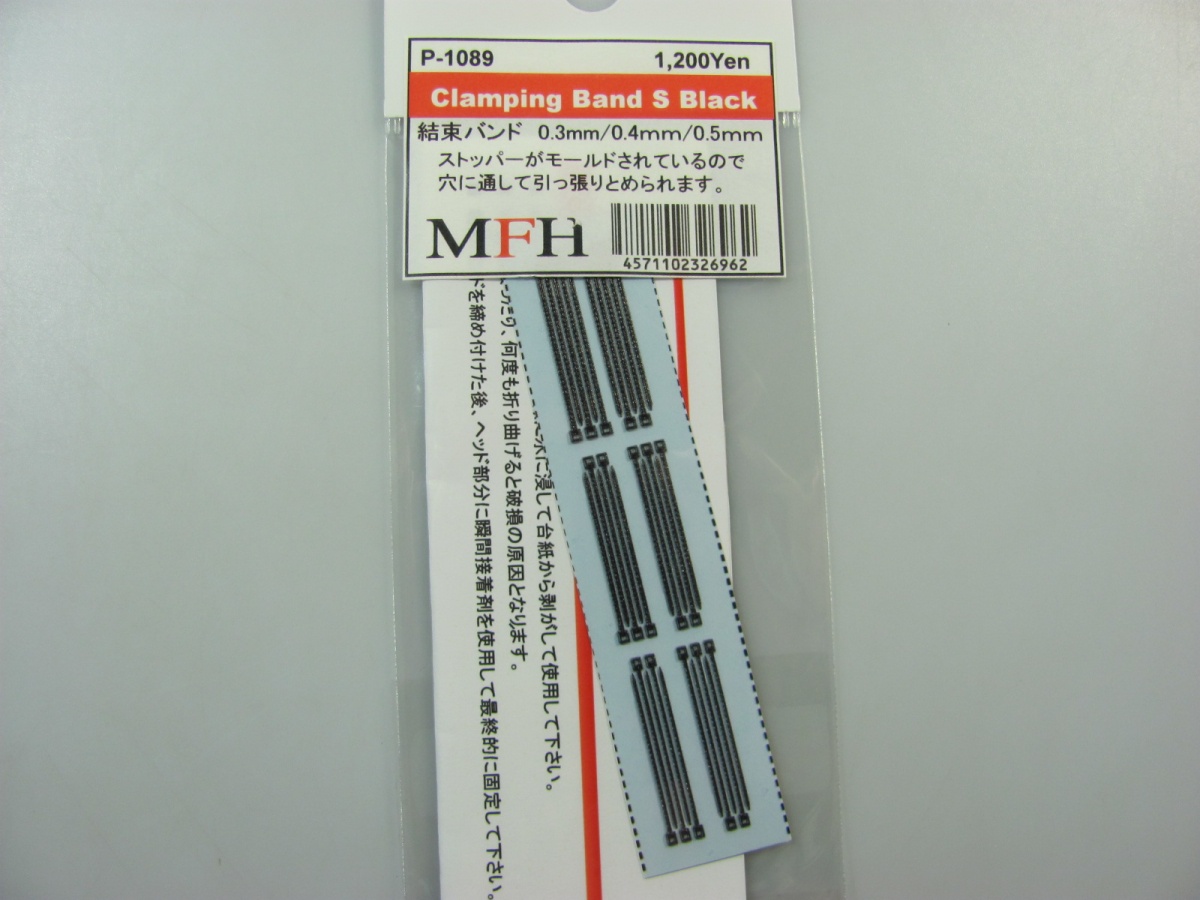 P-1089 1,200Yen
Clamping Band S Black
結束バンド 0.3mm/0.4mm/0.5mm
ストッパーがモールドされているので
穴に通して引っ張りとめられます。
MFH
4571102326962
水に浸して台紙から剥がして使用して下さい。
たり、何度も折り曲げると破損の原因となります。
ドを締め付けた後、ヘッド部分に瞬間接着剤を使用して最終的に固定して下さい。